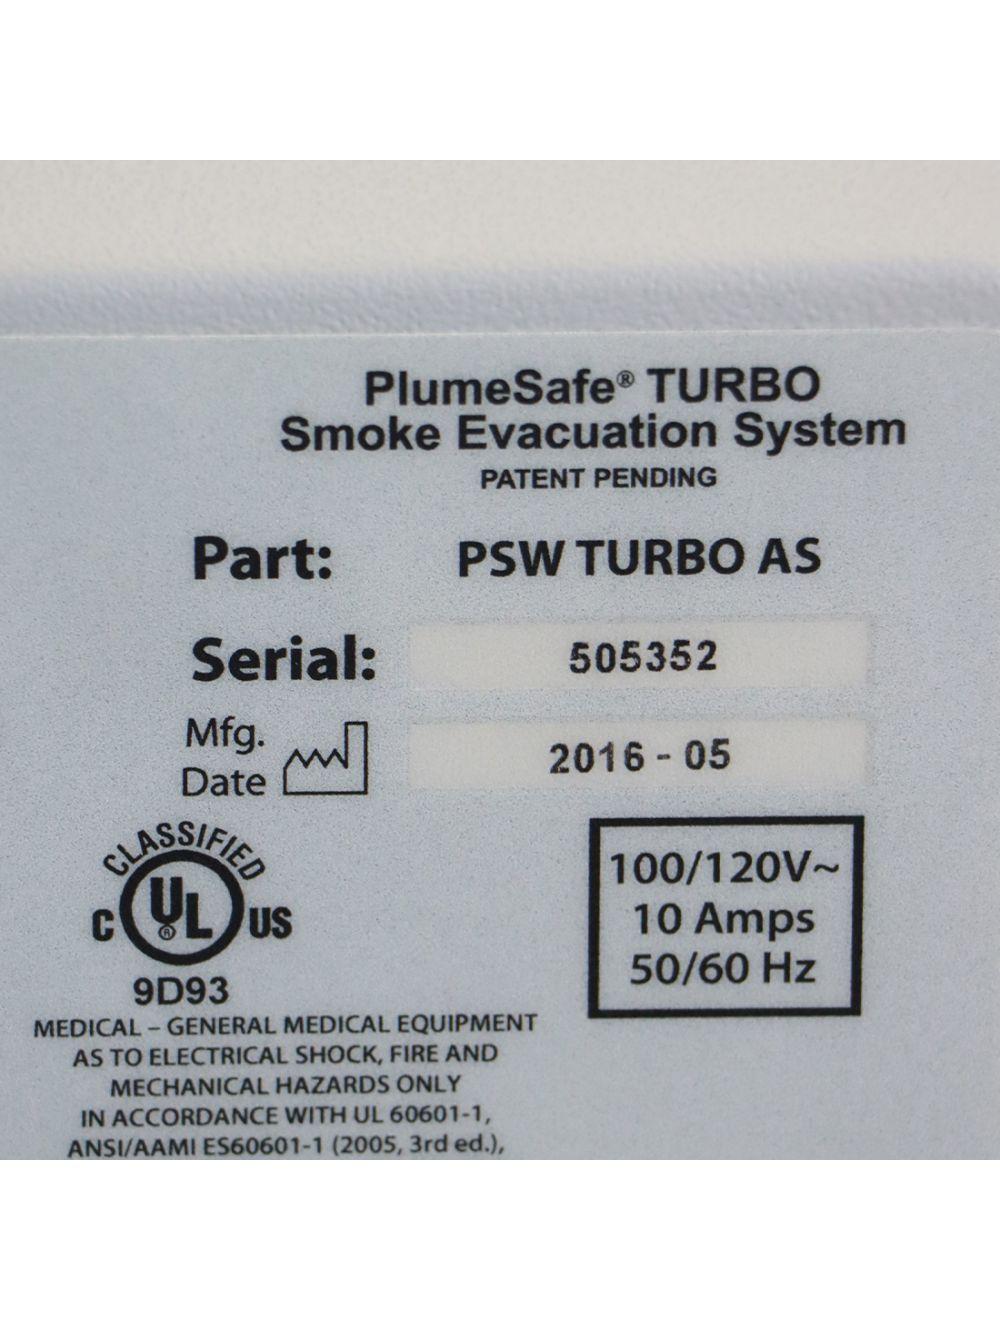 PlumeSafe® TURBO
Smoke Evacuation System
PATENT PENDING
Part: PSW TURBO AS
Serial: 505352
Mfg.
Date 2016 - 05
CLASSIFIED
C UL® US
9D93
100/120V~
10 Amps
50/60 Hz
MEDICAL – GENERAL MEDICAL EQUIPMENT
AS TO ELECTRICAL SHOCK, FIRE AND
MECHANICAL HAZARDS ONLY
IN ACCORDANCE WITH UL 60601-1,
ANSI/AAMI ES60601-1 (2005, 3rd ed.),